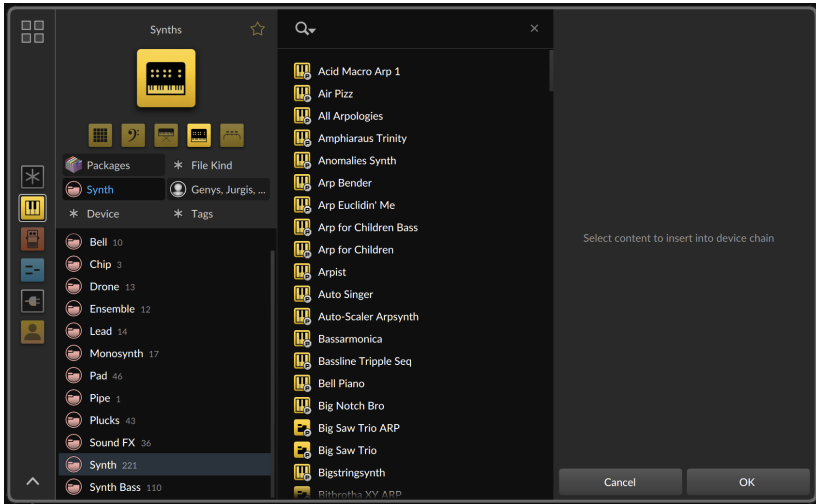 Synths
Packages
File Kind
Synth
Genys, Jurgis, ...
Device
Tags
Bell 10
Chip 3
Drone 13
Ensemble 12
Lead 14
Monosynth 17
Pad 46
Pipe 1
Plucks 43
Sound FX 36
Synth 221
Synth Bass 110
Acid Macro Arp 1
Air Pizz
All Arpologies
Amphiaraus Trinity
Anomalies Synth
Arp Bender
Arp Euclidin' Me
Arp for Children Bass
Arp for Children
Arpist
Auto Singer
Auto-Scaler Arpsynth
Bassarmonica
Bassline Tripple Seq
Bell Piano
Big Notch Bro
Big Saw Trio ARP
Big Saw Trio
Bigstringsynth
Bitbrotha XY ARP
Select content to insert into device chain
Cancel
OK